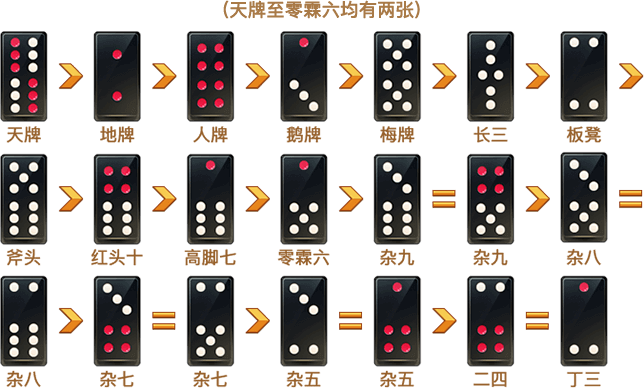 （天牌至零霖六均有两张）
天牌 地牌 人牌 鹅牌 梅牌 长三 板凳
斧头 红头十 高脚七 零霖六 杂九 杂九 杂八
杂八 杂七 杂七 杂五 杂五 二四 丁三